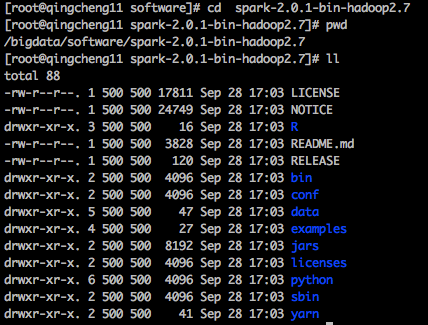 [root@qingcheng11 software]# cd  spark-2.0.1-bin-hadoop2.7
[root@qingcheng11 spark-2.0.1-bin-hadoop2.7]# pwd
/bigdata/software/spark-2.0.1-bin-hadoop2.7
[root@qingcheng11 spark-2.0.1-bin-hadoop2.7]# ll
total 88
-rw-r--r--. 1 500 500 17811 Sep 28 17:03 LICENSE
-rw-r--r--. 1 500 500 24749 Sep 28 17:03 NOTICE
drwxr-xr-x. 3 500 500    16 Sep 28 17:03 R
-rw-r--r--. 1 500 500  3828 Sep 28 17:03 README.md
-rw-r--r--. 1 500 500   120 Sep 28 17:03 RELEASE
drwxr-xr-x. 2 500 500  4096 Sep 28 17:03 bin
drwxr-xr-x. 2 500 500  4096 Sep 28 17:03 conf
drwxr-xr-x. 5 500 500    47 Sep 28 17:03 data
drwxr-xr-x. 4 500 500    27 Sep 28 17:03 examples
drwxr-xr-x. 2 500 500  8192 Sep 28 17:03 jars
drwxr-xr-x. 2 500 500  4096 Sep 28 17:03 licenses
drwxr-xr-x. 6 500 500  4096 Sep 28 17:03 python
drwxr-xr-x. 2 500 500  4096 Sep 28 17:03 sbin
drwxr-xr-x. 2 500 500    41 Sep 28 17:03 yarn